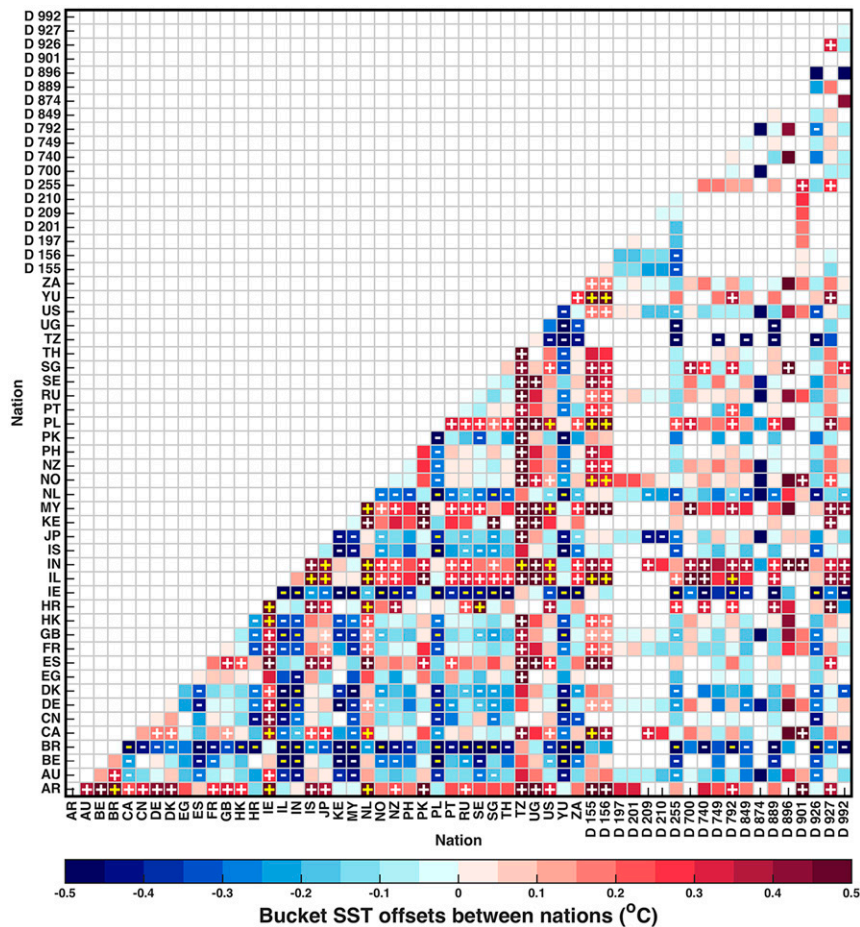 D 992
D 927
D 926
D 901
D 896
D 889
D 874
D 849
D 792
D 749
D 740
D 700
D 255
D 210
D 209
D 201
D 197
D 156
D 155
ZA
YU
US
UG
TZ
TH
SG
SE
RU
PT
PL
PK
PH
NZ
NO
NL
MY
KE
JP
IS
IN
IL
IE
HR
HK
GB
FR
ES
EG
DK
DE
CN
CA
BR
BE
AU
AR
Nation
AR AU BE BR CA CN DE DK EG ES FR GB HK HR IE IL IN IS JP KE MY NL NO NZ PH PK PL PT RU SE SG TH TZ UG US YU ZA D 155 D 156 D 197 D 201 D 209 D 210 D 255 D 700 D 740 D 749 D 792 D 849 D 874 D 889 D 896 D 901 D 926 D 927 D 992
Nation
-0.5 -0.4 -0.3 -0.2 -0.1 0 0.1 0.2 0.3 0.4 0.5
Bucket SST offsets between nations (°C)